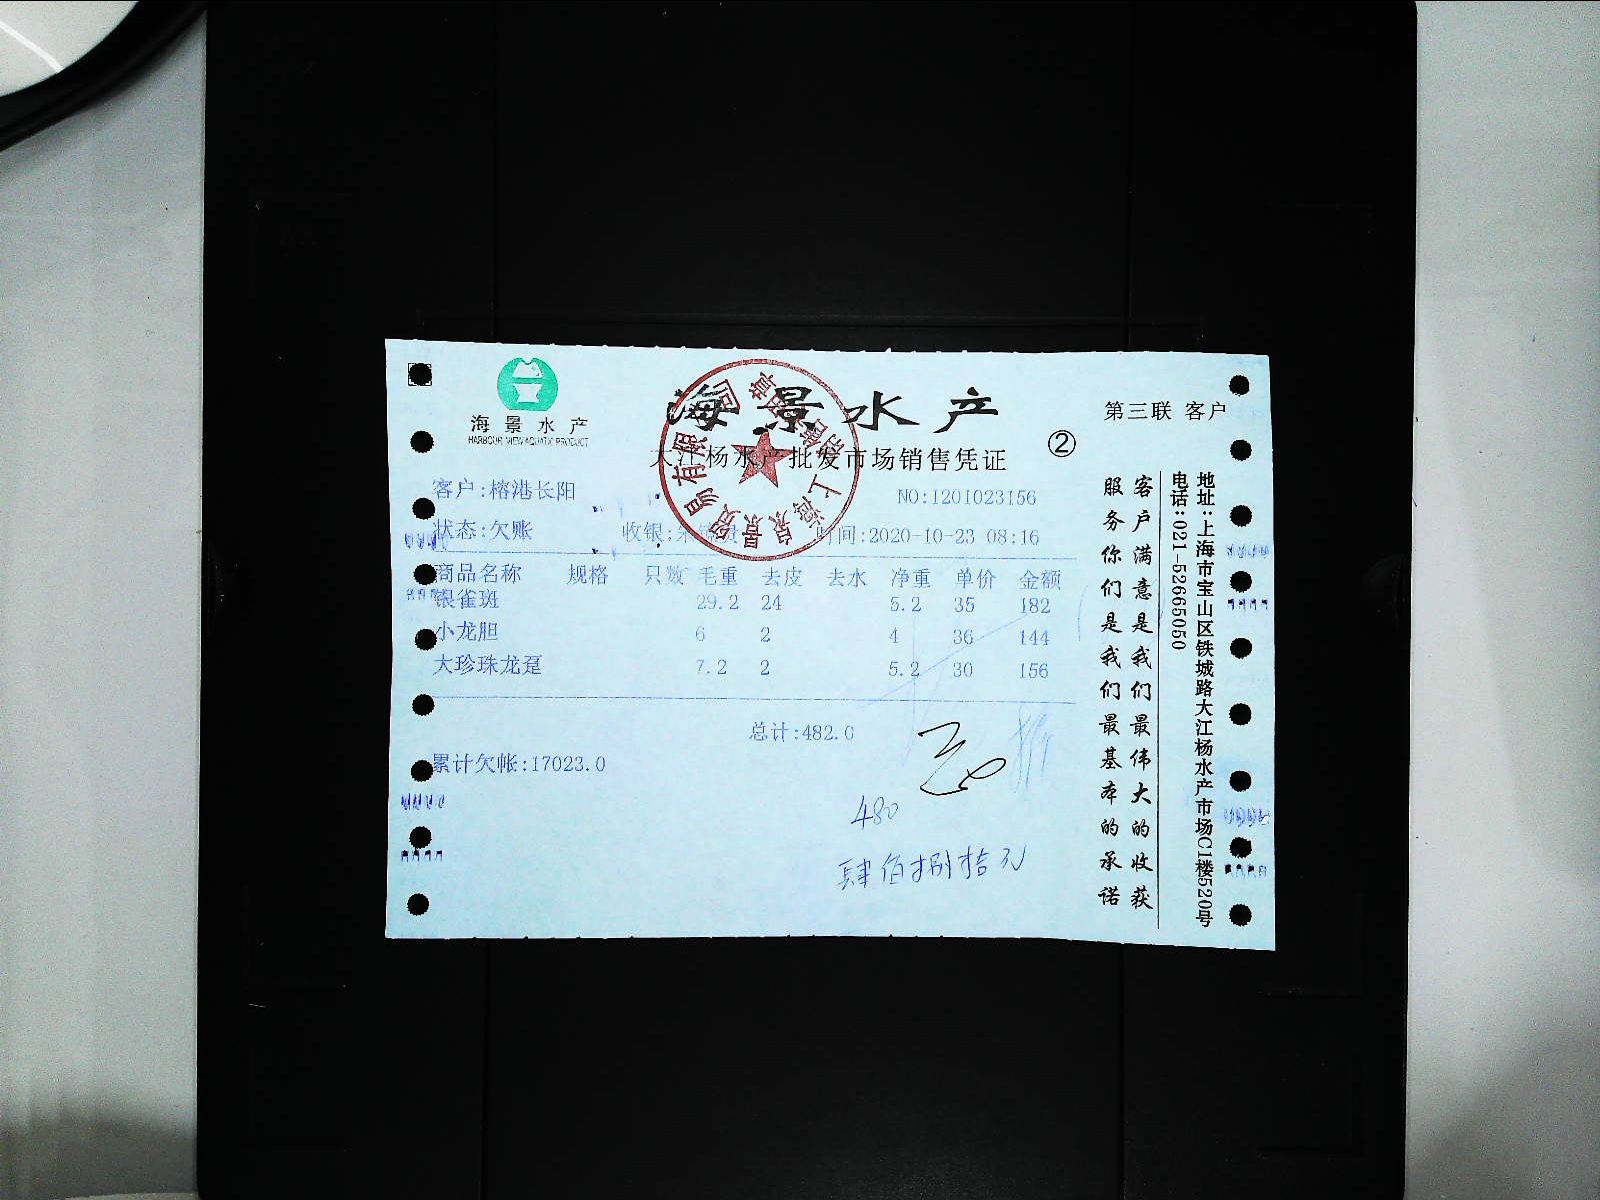 海景水产
HARBOUR VIEW AQUATIC PRODUCT
海景水产
大江杨水产批发市场销售凭证
②
第三联 客户
客户:榕港长阳
NO:1201023156
状态:欠账
收银:
时间:2020-10-23 08:16
商品名称 规格 只数 毛重 去皮 去水 净重 单价 金额
银雀斑 29.2 24 5.2 35 182
小龙胆 6 2 4 36 144
大珍珠龙趸 7.2 2 5.2 30 156
总计:482.0
累计欠帐:17023.0
480
肆佰捌拾元
客户满意是我们最伟大的收获
服务你们是我们最基本的承诺
地址:上海市宝山区铁城路大江杨水产市场C1楼520号
电话:021-52665050